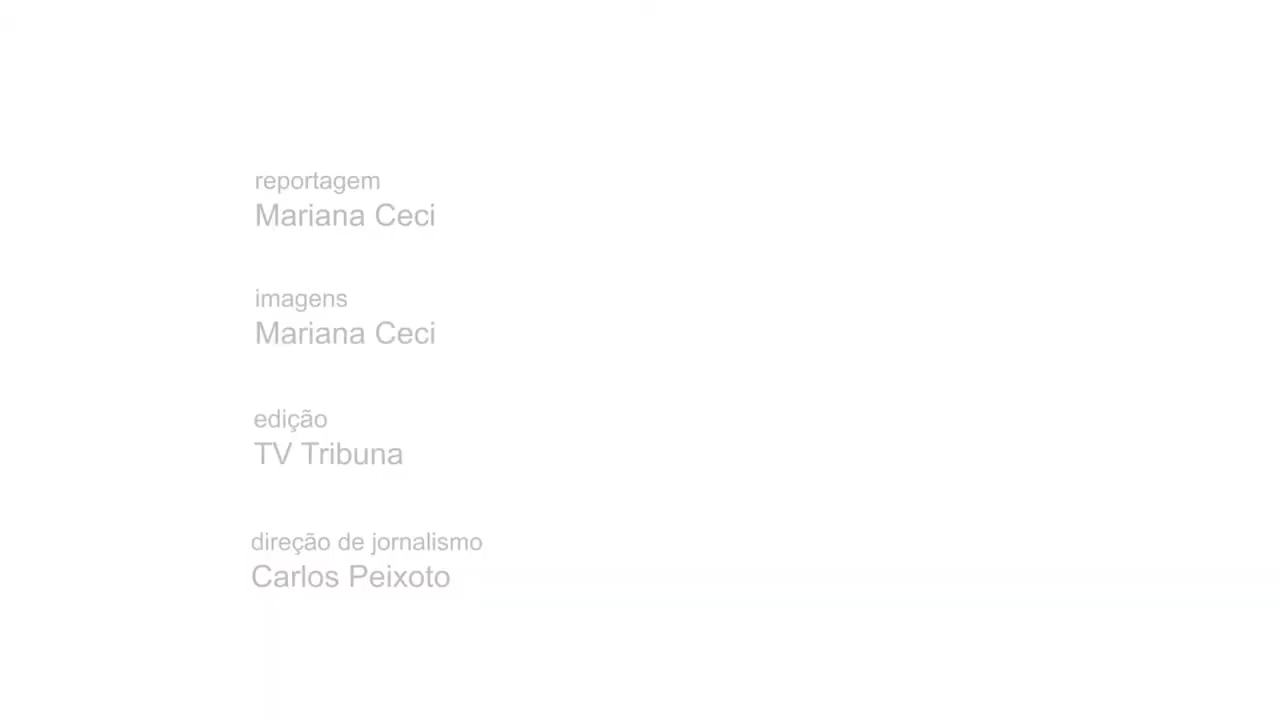 reportagem
Mariana Ceci
imagens
Mariana Ceci
edição
TV Tribuna
direção de jornalismo
Carlos Peixoto